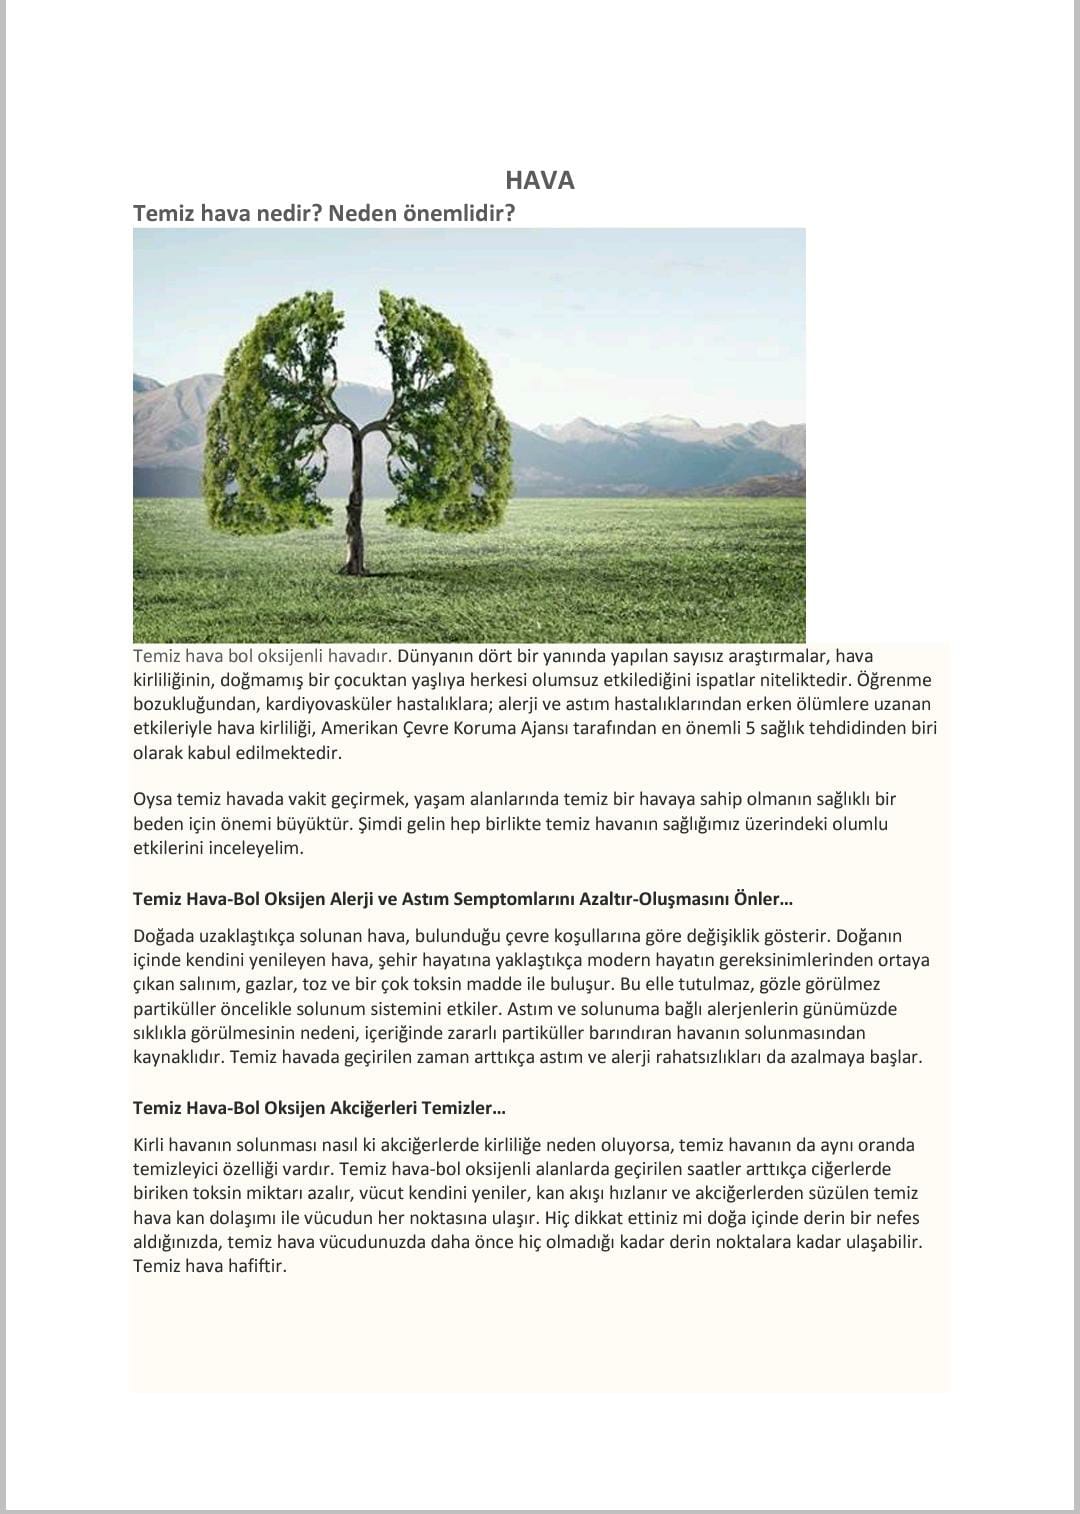 HAVA
Temiz hava nedir? Neden önemlidir?
Temiz hava bol oksijenli havadır. Dünyanın dört bir yanında yapılan sayısız araştırmalar, hava
kirliliğinin, doğmamış bir çocuktan yaşlıya herkesi olumsuz etkilediğini ispatlar niteliktedir. Öğrenme
bozukluğundan, kardiyovasküler hastalıklara; alerji ve astım hastalıklarından erken ölümlere uzanan
etkileriyle hava kirliliği, Amerikan Çevre Koruma Ajansı tarafından en önemli 5 sağlık tehdidinden biri
olarak kabul edilmektedir.
Oysa temiz havada vakit geçirmek, yaşam alanlarında temiz bir havaya sahip olmanın sağlıklı bir
beden için önemi büyüktür. Şimdi gelin hep birlikte temiz havanın sağlığımız üzerindeki olumlu
etkilerini inceleyelim.
Temiz Hava-Bol Oksijen Alerji ve Astım Semptomlarını Azaltır-Oluşmasını Önler...
Doğada uzaklaştıkça solunan hava, bulunduğu çevre koşullarına göre değişiklik gösterir. Doğanın
içinde kendini yenileyen hava, şehir hayatına yaklaştıkça modern hayatın gereksinimlerinden ortaya
çıkan salınım, gazlar, toz ve bir çok toksin madde ile buluşur. Bu elle tutulmaz, gözle görülmez
partiküller öncelikle solunum sistemini etkiler. Astım ve solunuma bağlı alerjenlerin günümüzde
sıklıkla görülmesinin nedeni, içeriğinde zararlı partiküller barındıran havanın solunmasından
kaynaklıdır. Temiz havada geçirilen zaman arttıkça astım ve alerji rahatsızlıkları da azalmaya başlar.
Temiz Hava-Bol Oksijen Akciğerleri Temizler...
Kirli havanın solunması nasıl ki akciğerlerde kirliliğe neden oluyorsa, temiz havanın da aynı oranda
temizleyici özelliği vardır. Temiz hava-bol oksijenli alanlarda geçirilen saatler arttıkça ciğerlerde
biriken toksin miktarı azalır, vücut kendini yeniler, kan akışı hızlanır ve akciğerlerden süzülen temiz
hava kan dolaşımı ile vücudun her noktasına ulaşır. Hiç dikkat ettiniz mi doğa içinde derin bir nefes
aldığınızda, temiz hava vücudunuzda daha önce hiç olmadığı kadar derin noktalara kadar ulaşabilir.
Temiz hava hafiftir.